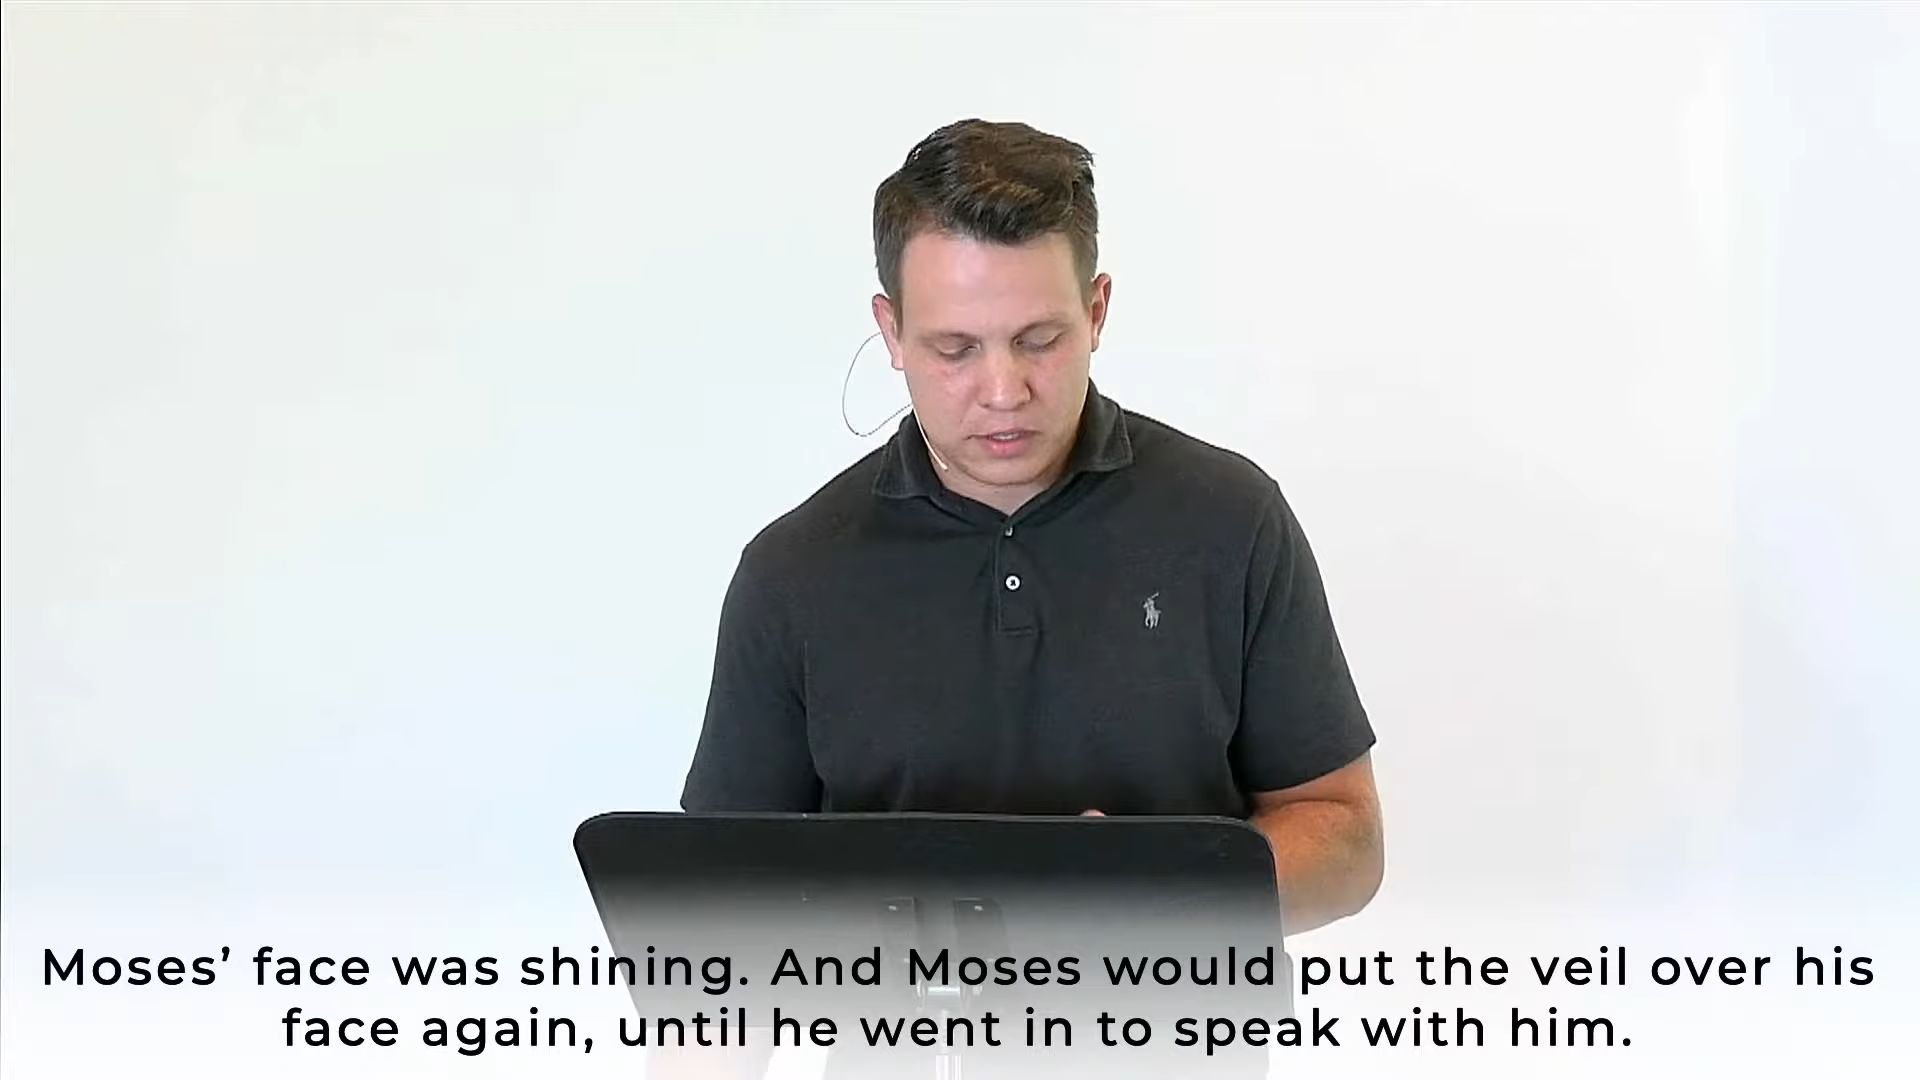 Moses’ face was shining. And Moses would put the veil over his
face again, until he went in to speak with him.